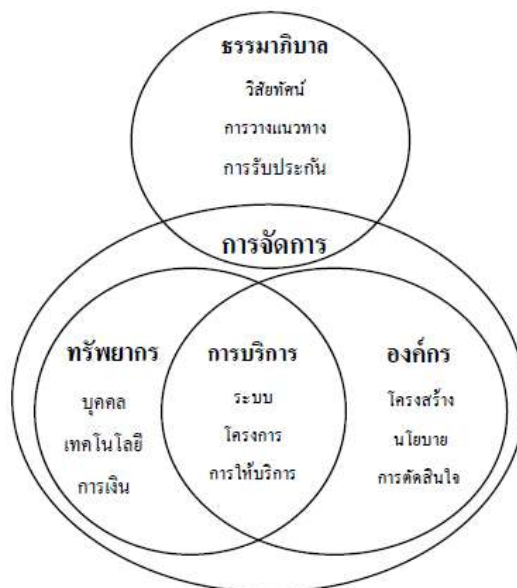 ธรรมาภิบาล
วิสัยทัศน์
การวางแนวทาง
การรับประกัน
การจัดการ
ทรัพยากร
บุคคล
เทคโนโลยี
การเงิน
การบริการ
ระบบ
โครงการ
การให้บริการ
องค์กร
โครงสร้าง
นโยบาย
การตัดสินใจ